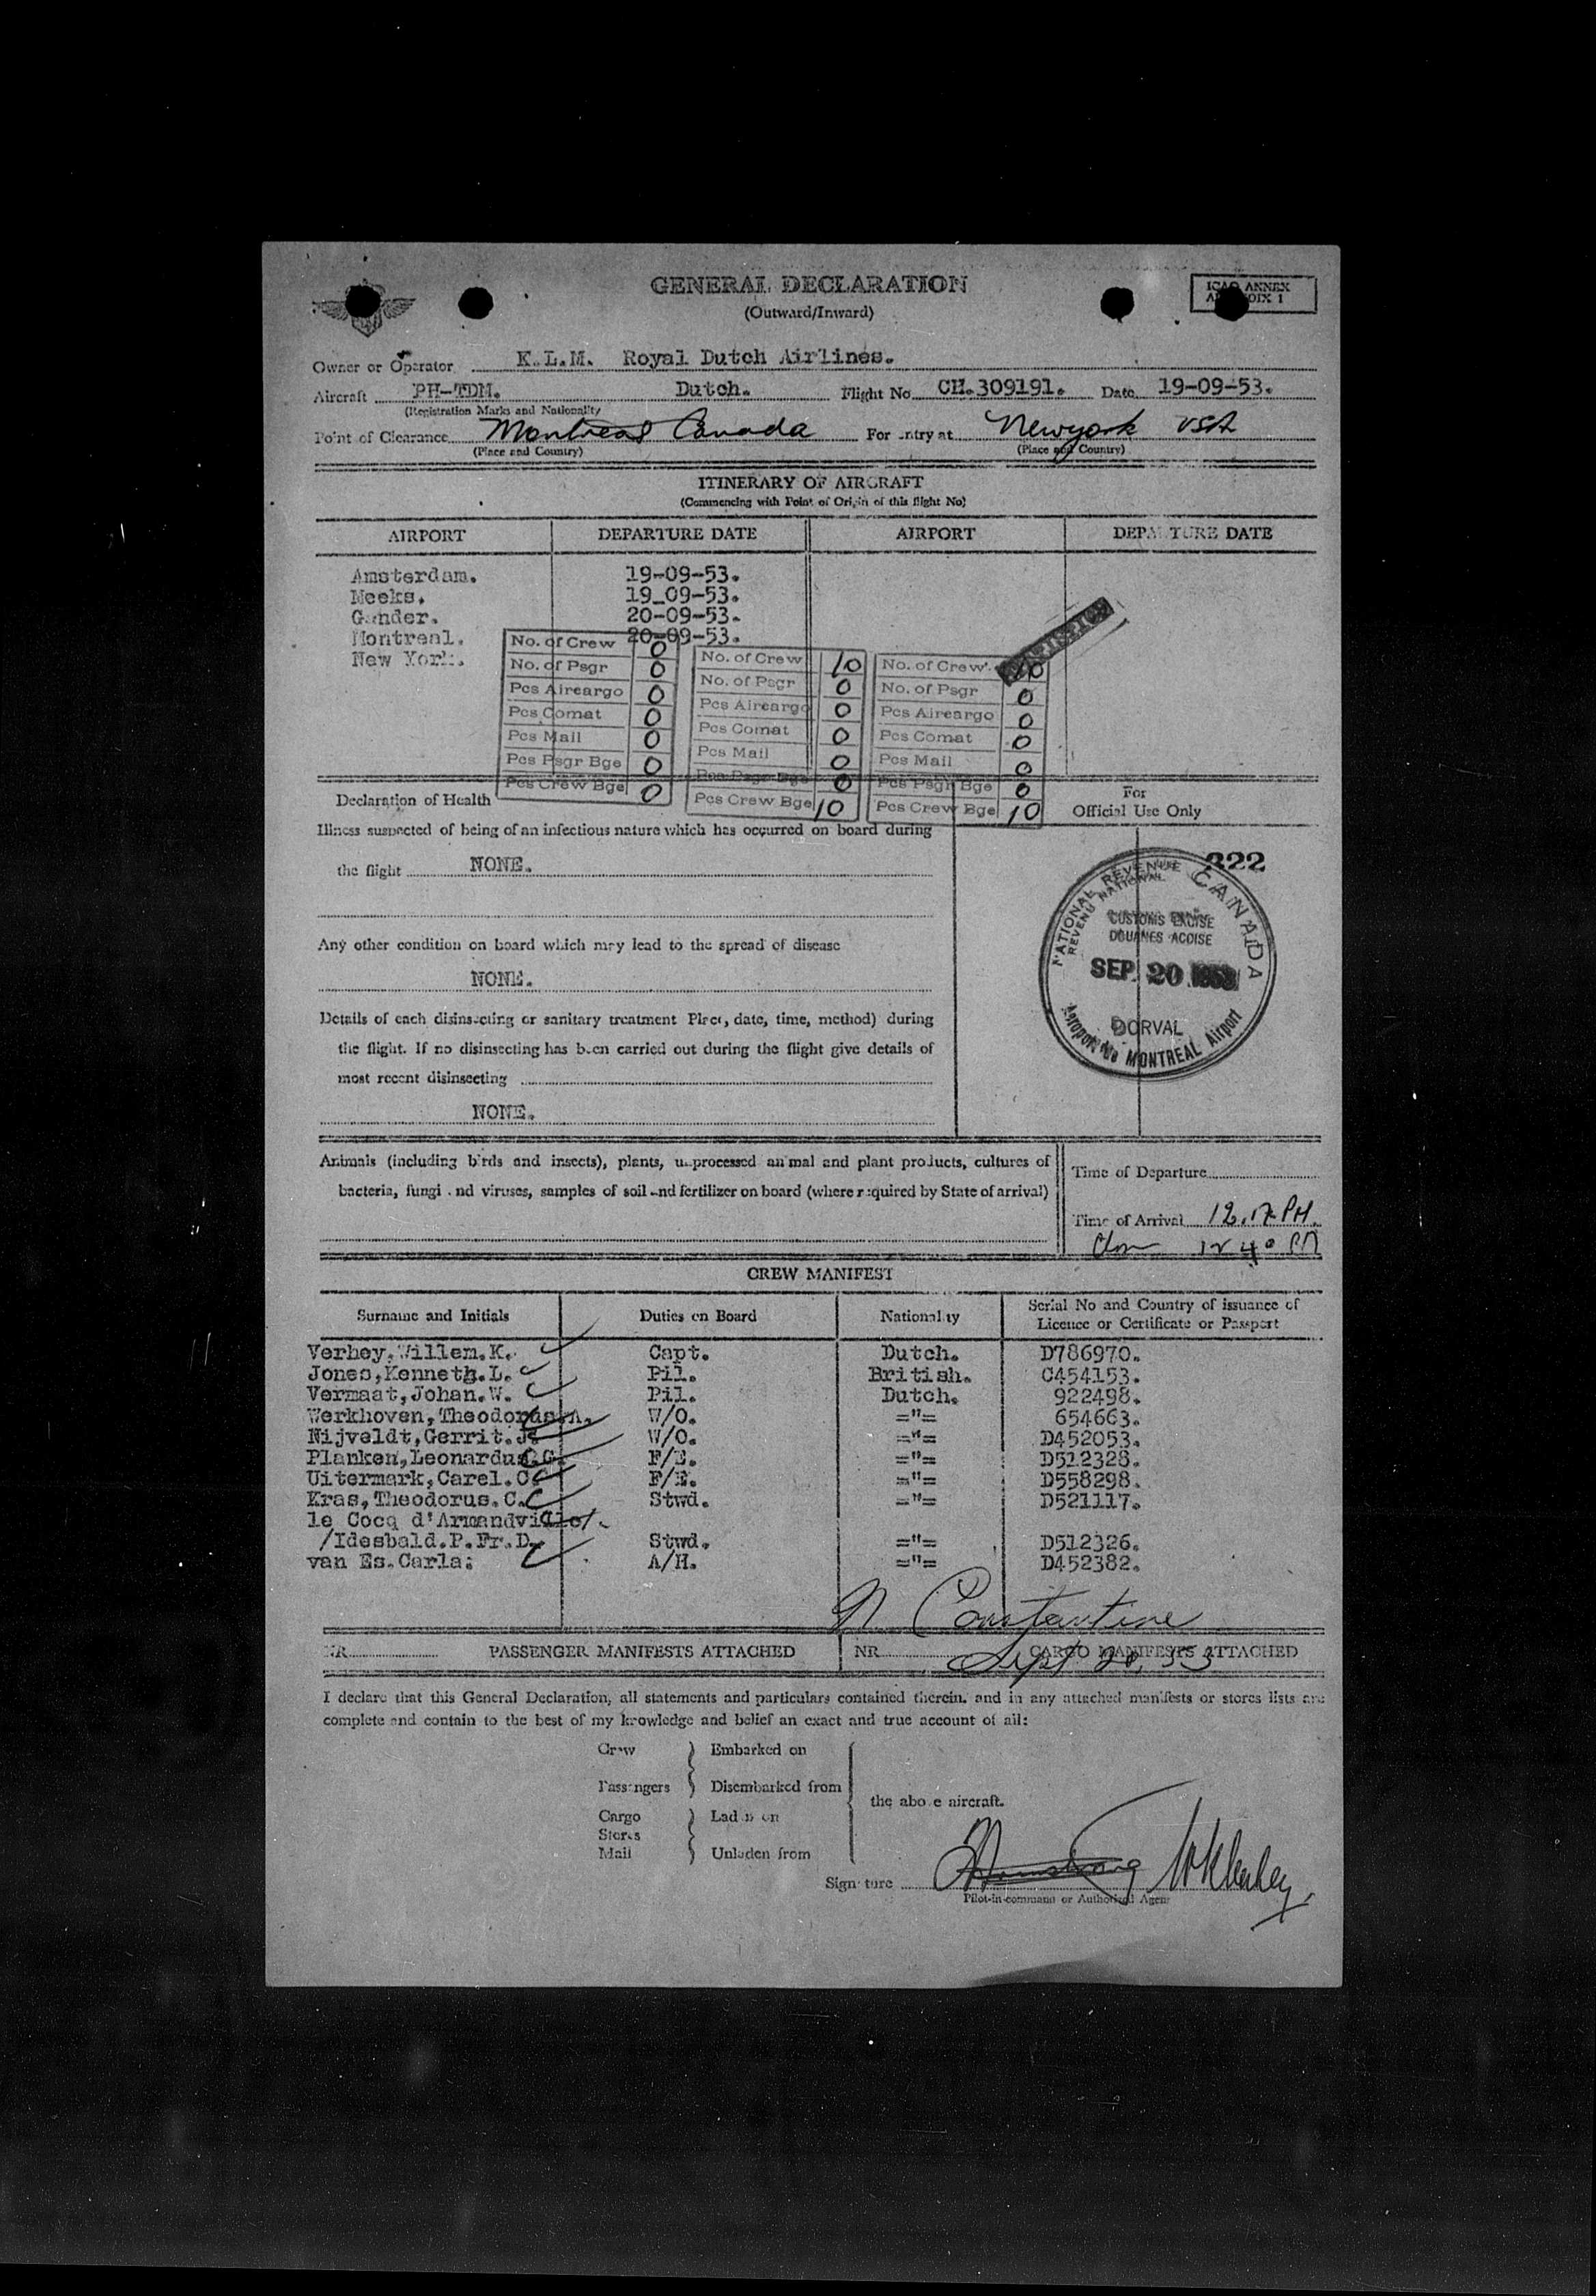 GENERAL DECLARATION
(Outward/Inward)
ICAO ANNEX
1
Owner or Operator K.L.M. Royal Dutch Airlines.
Aircraft PH-TDM. Dutch. Flight No CH.309191. Date 19-09-53.
(Registration Marks and Nationality
Point of Clearance Montreal Canada For entry at Newyork USA
(Place and Country) (Place and Country)
ITINERARY OF AIRCRAFT
(Commencing with Point of Origin of this flight No)
AIRPORT DEPARTURE DATE AIRPORT DEPARTURE DATE
Amsterdam. 19-09-53.
Meeks. 19_09-53.
Gander. 20-09-53.
Montreal. 20-09-53.
New York.
No. of Crew 0
No. of Psgr 0
Pcs Aircargo 0
Pcs Comat 0
Pcs Mail 0
Pcs Psgr Bge 0
Pcs Crew Bge 0
No. of Crew 10
No. of Psgr 0
Pcs Aircargo 0
Pcs Comat 0
Pcs Mail 0
Pcs Psgr Bge 0
Pcs Crew Bge 10
No. of Crew 10
No. of Psgr 0
Pcs Aircargo 0
Pcs Comat 0
Pcs Mail 0
Pcs Psgr Bge 0
Pcs Crew Bge 10
Declaration of Health
For
Official Use Only
Illness suspected of being of an infectious nature which has occurred on board during
the flight NONE.
322
NATIONAL REVENUE CANADA
REVENU NATIONAL
CUSTOMS EXCISE
DOUANES ACCISE
SEP 20 1953
DORVAL
Aeroport de MONTREAL Airport
Any other condition on board which may lead to the spread of disease
NONE.
Details of each disinsecting or sanitary treatment Place, date, time, method) during
the flight. If no disinsecting has been carried out during the flight give details of
most recent disinsecting
NONE.
Animals (including birds and insects), plants, unprocessed animal and plant products, cultures of
bacteria, fungi and viruses, samples of soil and fertilizer on board (where required by State of arrival)
Time of Departure
Time of Arrival 12.17 PM.
12 40 PM
CREW MANIFEST
Surname and Initials Duties on Board Nationality Serial No and Country of issuance of
Licence or Certificate or Passport
Verhey.Willem.K. Capt. Dutch. D786970.
Jones,Kenneth.L. Pil. British. C454153.
Vermaat,Johan.W. Pil. Dutch. 922498.
Werkhoven,Theodorus.A. W/O. ="= 654663.
Nijveldt,Gerrit.J. W/O. ="= D452053.
Planken,Leonardus.G. F/E. ="= D512328.
Uitermark,Carel.C. F/E. ="= D558298.
Kras,Theodorus.C. Stwd. ="= D521117.
le Cocq d'Armandville/.
/Idesbald.P.Fr.D. Stwd. ="= D512326.
van Es.Carla: A/H. ="= D452382.
N Constantine
NR PASSENGER MANIFESTS ATTACHED NR CARGO MANIFESTS ATTACHED
Sept 20, 53
I declare that this General Declaration, all statements and particulars contained therein. and in any attached manifests or stores lists are
complete and contain to the best of my knowledge and belief an exact and true account of all:
Crew } Embarked on
Passengers } Disembarked from
the above aircraft.
Cargo } Laden on
Stores
Mail } Unladen from
Signature WKVerhey.
Pilot-in-command or Authorized Agent